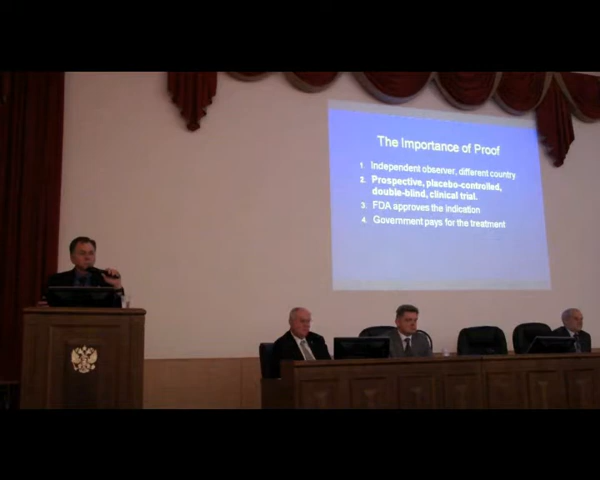 The Importance of Proof
1. Independent observer, different country
2. Prospective, placebo-controlled,
double-blind, clinical trial.
3. FDA approves the indication
4. Government pays for the treatment